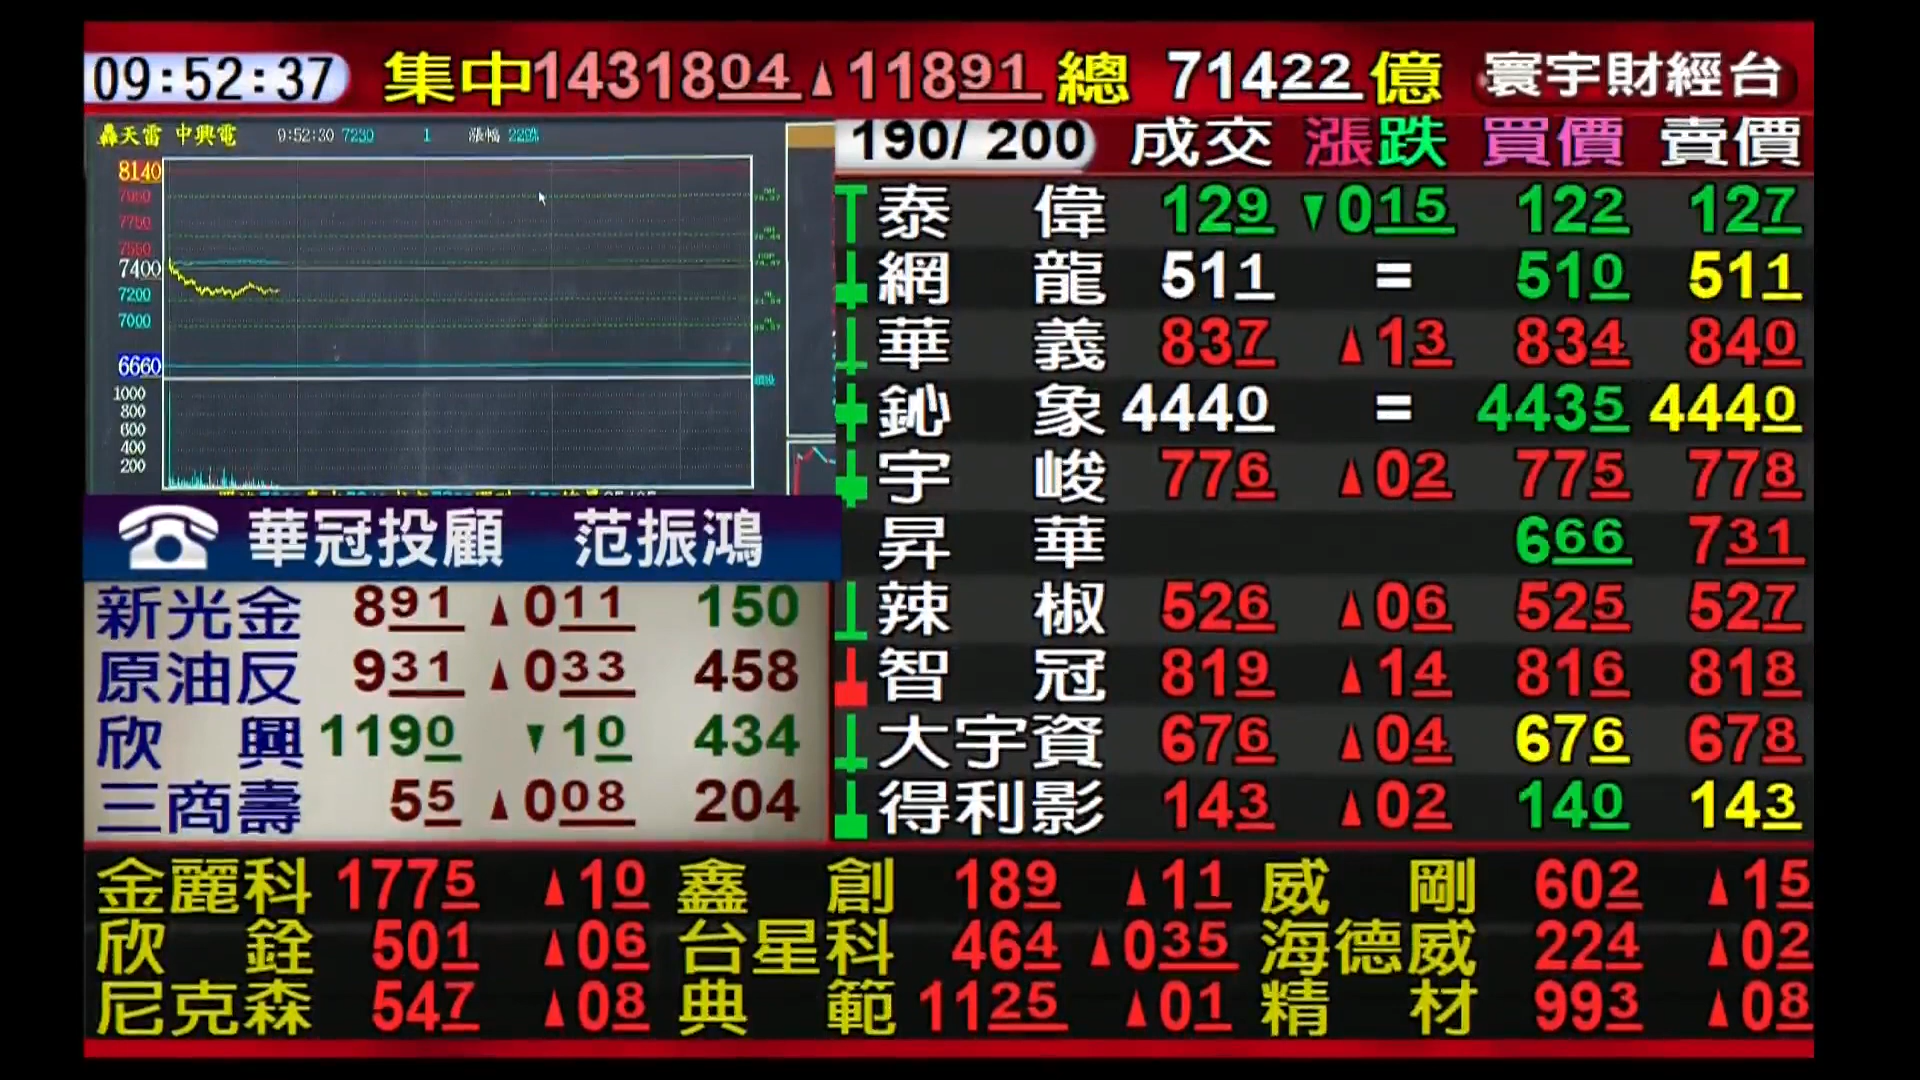 09:52:37 集中 1431804 ▲11891 總 71422億 寰宇財經台
轟天雷 中興電 9:52:30 7230 1 漲幅
8140
7950
7750
7550
7400
7200
7000
6660
1000
800
600
400
200
華冠投顧 范振鴻
新光金 891 ▲011 150
原油反 931 ▲033 458
欣興 1190 ▼10 434
三商壽 55 ▲008 204
190/ 200 成交 漲跌 買價 賣價
泰偉 129 ▼015 122 127
網龍 511 = 510 511
華義 837 ▲13 834 840
鈊象 4440 = 4435 4440
宇峻 776 ▲02 775 778
昇華 666 731
辣椒 526 ▲06 525 527
智冠 819 ▲14 816 818
大宇資 676 ▲04 676 678
得利影 143 ▲02 140 143
金麗科 1775 ▲10 鑫創 189 ▲11 威剛 602 ▲15
欣銓 501 ▲06 台星科 464 ▲035 海德威 224 ▲02
尼克森 547 ▲08 典範 1125 ▲01 精材 993 ▲08